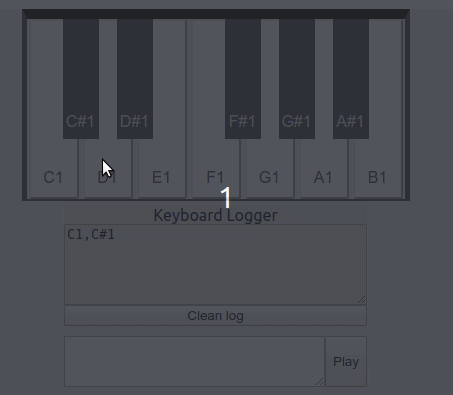 C#1 D#1 F#1 G#1 A#1
C1 D1 E1 F1 G1 A1 B1
1
Keyboard Logger
C1,C#1
Clean log
Play